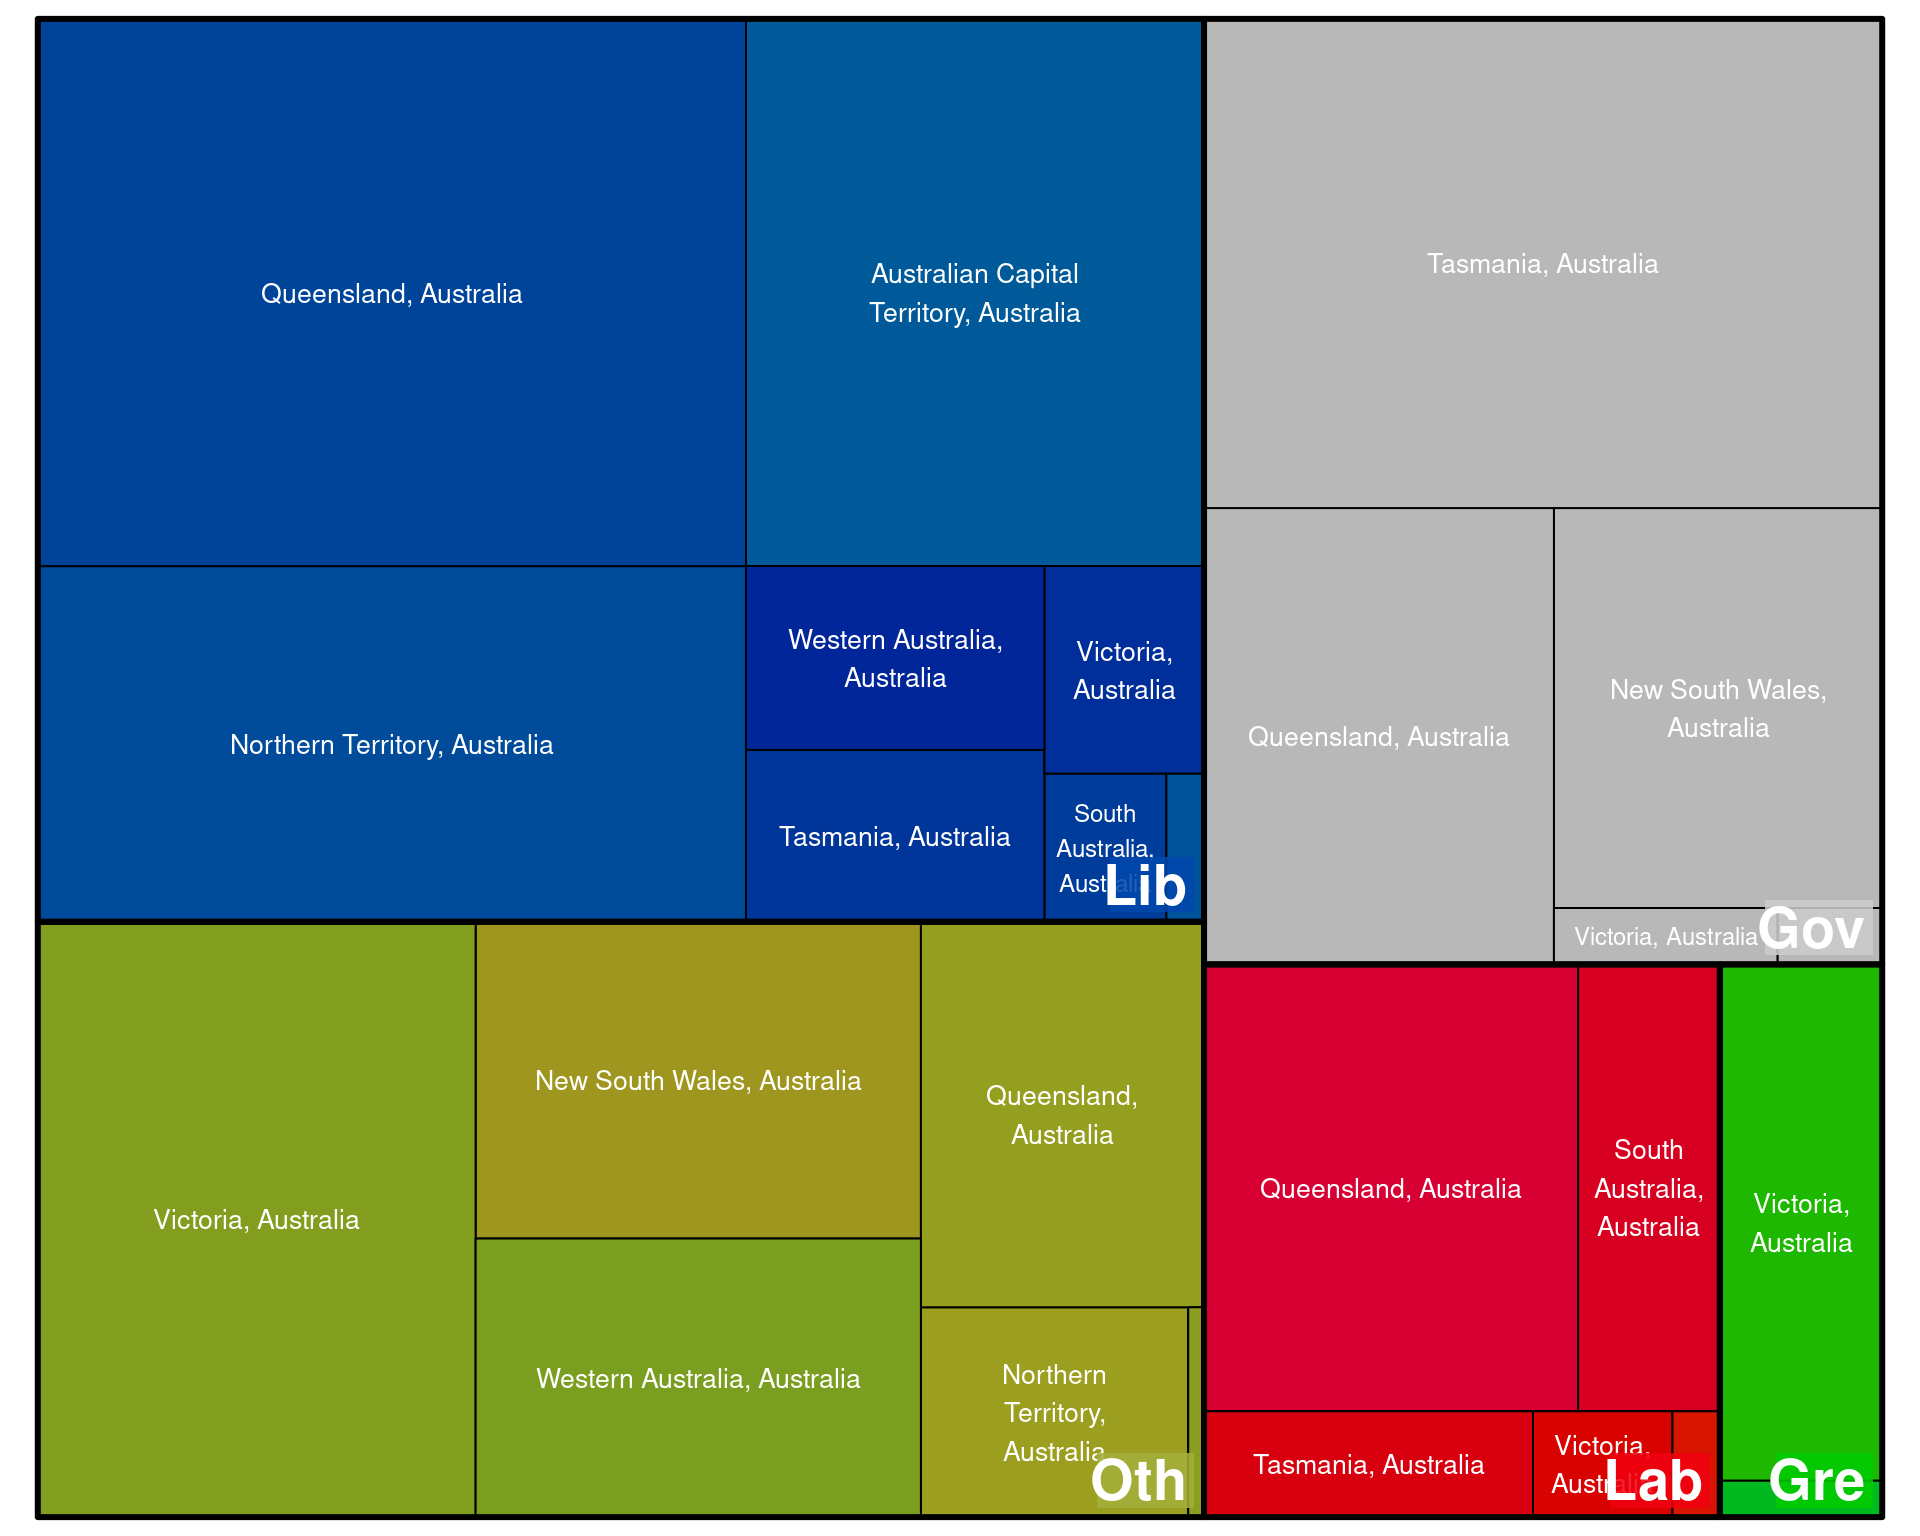 Queensland, Australia
Australian Capital
Territory, Australia
Northern Territory, Australia
Western Australia,
Australia
Victoria,
Australia
Tasmania, Australia
South
Australia,
Australia
Lib
Tasmania, Australia
Queensland, Australia
New South Wales,
Australia
Victoria, Australia
Gov
Victoria, Australia
New South Wales, Australia
Western Australia, Australia
Queensland,
Australia
Northern
Territory,
Australia
Oth
Queensland, Australia
South
Australia,
Australia
Tasmania, Australia
Victoria,
Australia
Lab
Victoria,
Australia
Gre